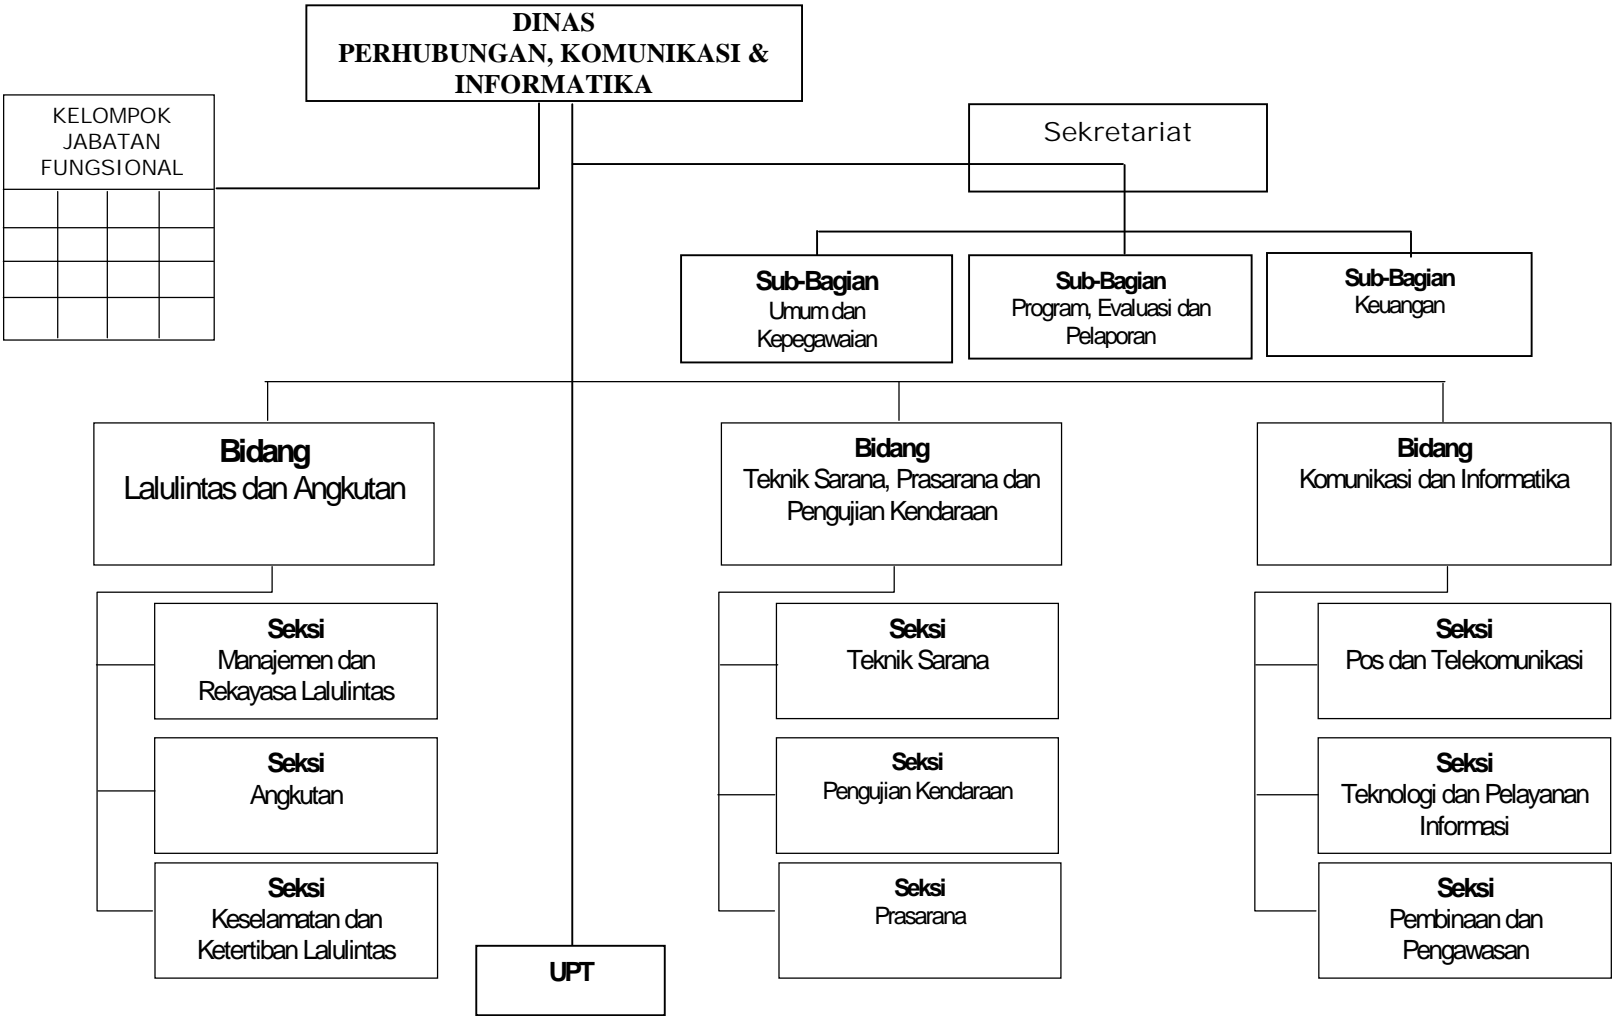 DINAS
PERHUBUNGAN, KOMUNIKASI &
INFORMATIKA
KELOMPOK
JABATAN
FUNGSIONAL
Sekretariat
Sub-Bagian
Umum dan
Kepegawaian
Sub-Bagian
Program, Evaluasi dan
Pelaporan
Sub-Bagian
Keuangan
Bidang
Lalulintas dan Angkutan
Bidang
Teknik Sarana, Prasarana dan
Pengujian Kendaraan
Bidang
Komunikasi dan Informatika
Seksi
Manajemen dan
Rekayasa Lalulintas
Seksi
Angkutan
Seksi
Keselamatan dan
Ketertiban Lalulintas
Seksi
Teknik Sarana
Seksi
Pengujian Kendaraan
Seksi
Prasarana
Seksi
Pos dan Telekomunikasi
Seksi
Teknologi dan Pelayanan
Informasi
Seksi
Pembinaan dan
Pengawasan
UPT